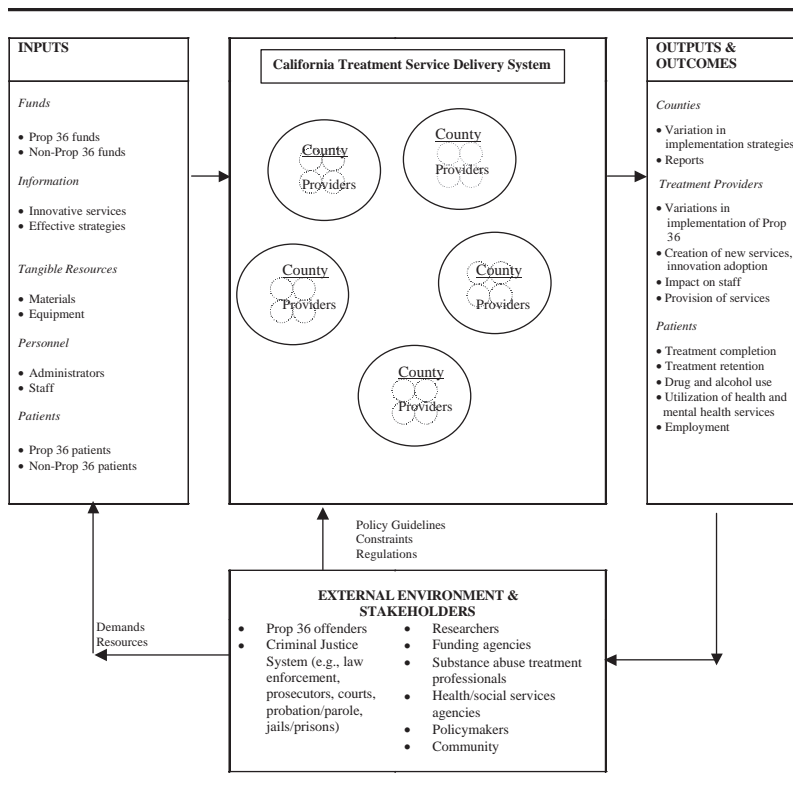 INPUTS
Funds
• Prop 36 funds
• Non-Prop 36 funds
Information
• Innovative services
• Effective strategies
Tangible Resources
• Materials
• Equipment
Personnel
• Administrators
• Staff
Patients
• Prop 36 patients
• Non-Prop 36 patients
California Treatment Service Delivery System
County
Providers
County
Providers
County
Providers
County
Providers
County
Providers
OUTPUTS &
OUTCOMES
Counties
• Variation in
implementation strategies
• Reports
Treatment Providers
• Variations in
implementation of Prop
36
• Creation of new services,
innovation adoption
• Impact on staff
• Provision of services
Patients
• Treatment completion
• Treatment retention
• Drug and alcohol use
• Utilization of health and
mental health services
• Employment
Policy Guidelines
Constraints
Regulations
Demands
Resources
EXTERNAL ENVIRONMENT &
STAKEHOLDERS
• Prop 36 offenders
• Criminal Justice
System (e.g., law
enforcement,
prosecutors, courts,
probation/parole,
jails/prisons)
• Researchers
• Funding agencies
• Substance abuse treatment
professionals
• Health/social services
agencies
• Policymakers
• Community